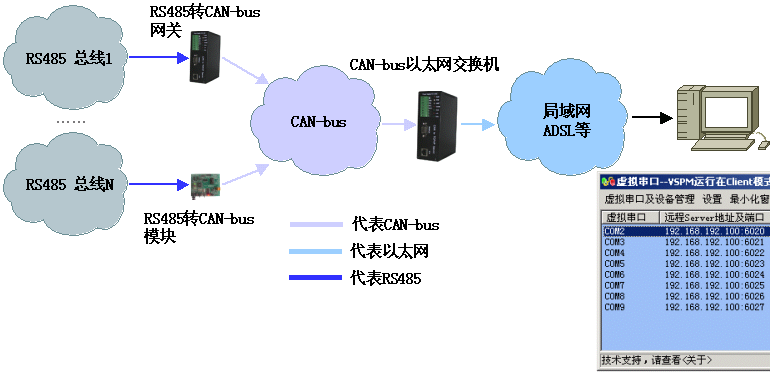 RS485转CAN-bus
网关
RS485 总线1
CAN-bus以太网交换机
CAN-bus
局域网
ADSL等
······
RS485 总线N
RS485转CAN-bus
模块
代表CAN-bus
代表以太网
代表RS485
虚拟串口--VSPM运行在Client模式
虚拟串口及设备管理 设置 最小化窗
虚拟串口 远程Server地址及端口
COM2 192.168.192.100:6020
COM3 192.168.192.100:6021
COM4 192.168.192.100:6022
COM5 192.168.192.100:6023
COM6 192.168.192.100:6024
COM7 192.168.192.100:6025
COM8 192.168.192.100:6026
COM9 192.168.192.100:6027
技术支持，请查看<关于>